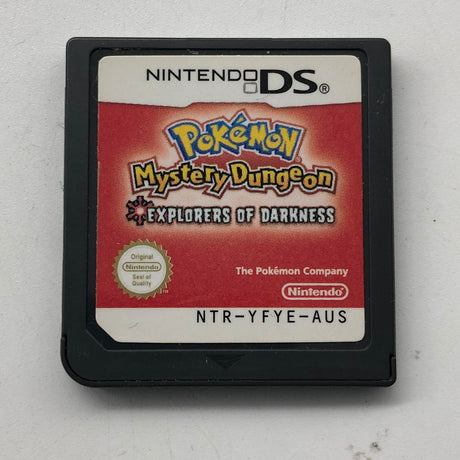 NINTENDO DS®
POKéMON
Mystery Dungeon
EXPLORERS OF DARKNESS
Original
Nintendo
Seal of
Quality
The Pokémon Company
Nintendo
NTR-YFYE-AUS